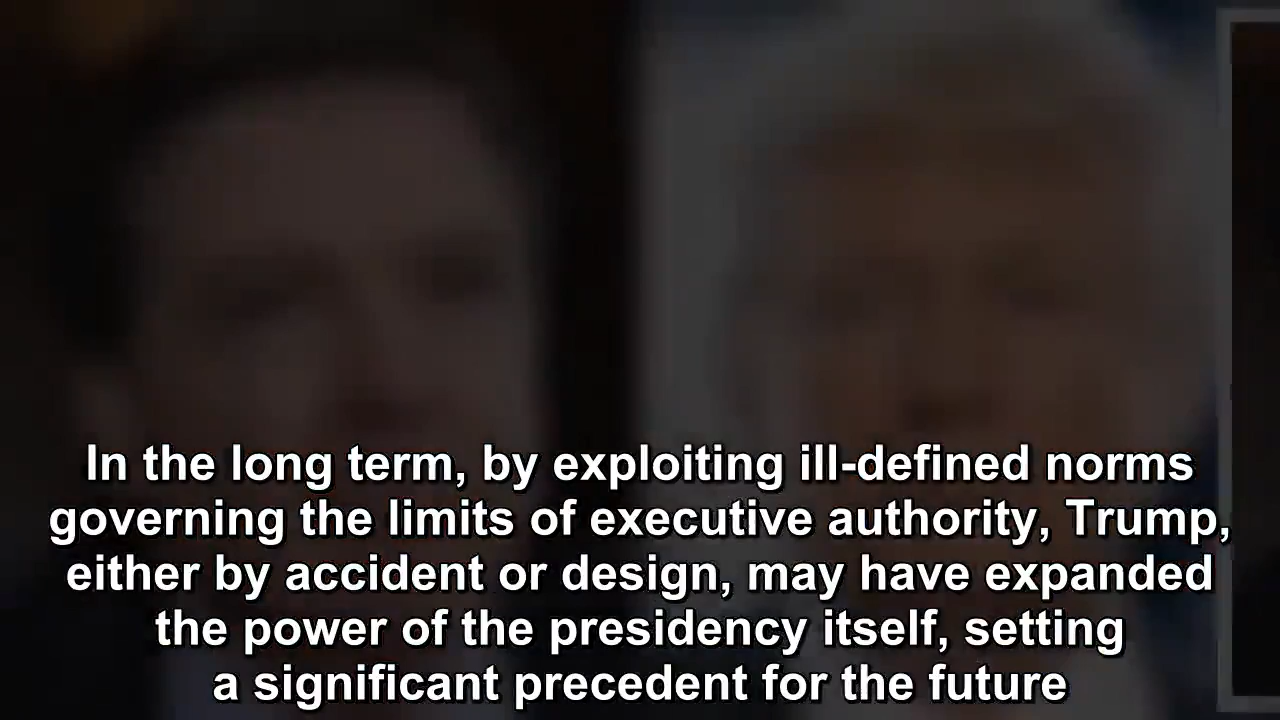 In the long term, by exploiting ill-defined norms
governing the limits of executive authority, Trump,
either by accident or design, may have expanded
the power of the presidency itself, setting
a significant precedent for the future